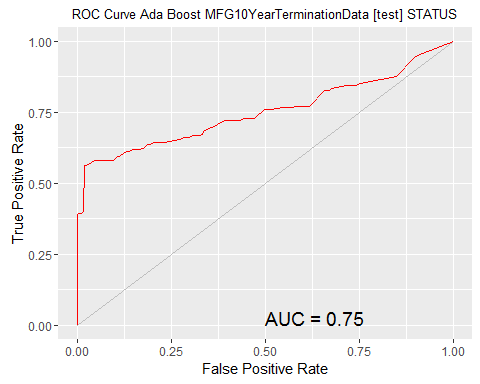 ROC Curve Ada Boost MFG10YearTerminationData [test] STATUS
True Positive Rate
1.00
0.75
0.50
0.25
0.00
AUC = 0.75
0.00 0.25 0.50 0.75 1.00
False Positive Rate